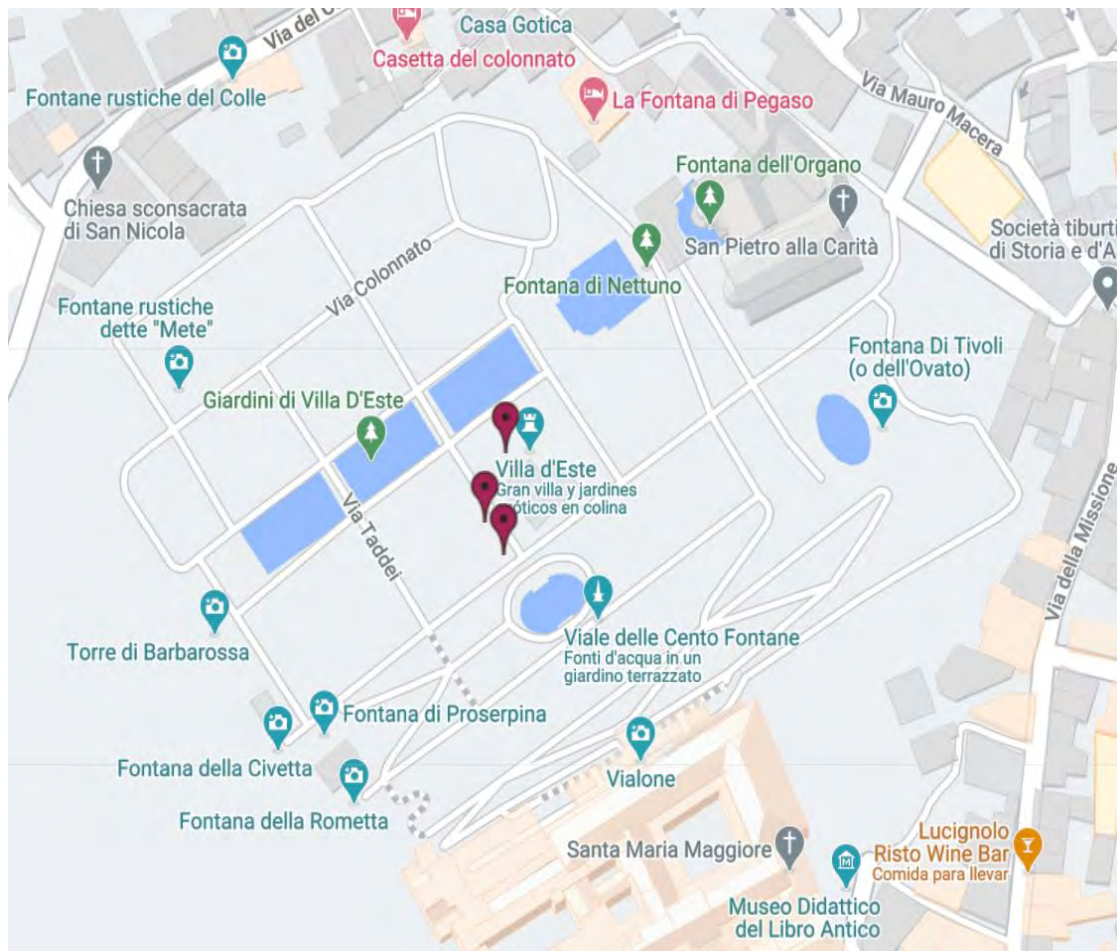 Via del C
Casa Gotica
Casetta del colonnato
Fontane rustiche del Colle
La Fontana di Pegaso
Via Mauro Macera
Fontana dell'Organo
Chiesa sconsacrata
di San Nicola
San Pietro alla Carità
Società tiburti
di Storia e d'A
Via Colonnato
Fontana di Nettuno
Fontane rustiche
dette "Mete"
Fontana Di Tivoli
(o dell'Ovato)
Giardini di Villa D'Este
Villa d'Este
Gran villa y jardines
en colina
Via Taddei
Via della Missione
Torre di Barbarossa
Viale delle Cento Fontane
Fonti d'acqua in un
giardino terrazzato
Fontana di Proserpina
Fontana della Civetta
Vialone
Fontana della Rometta
Santa Maria Maggiore
Lucignolo
Risto Wine Bar
Comida para llevar
Museo Didattico
del Libro Antico